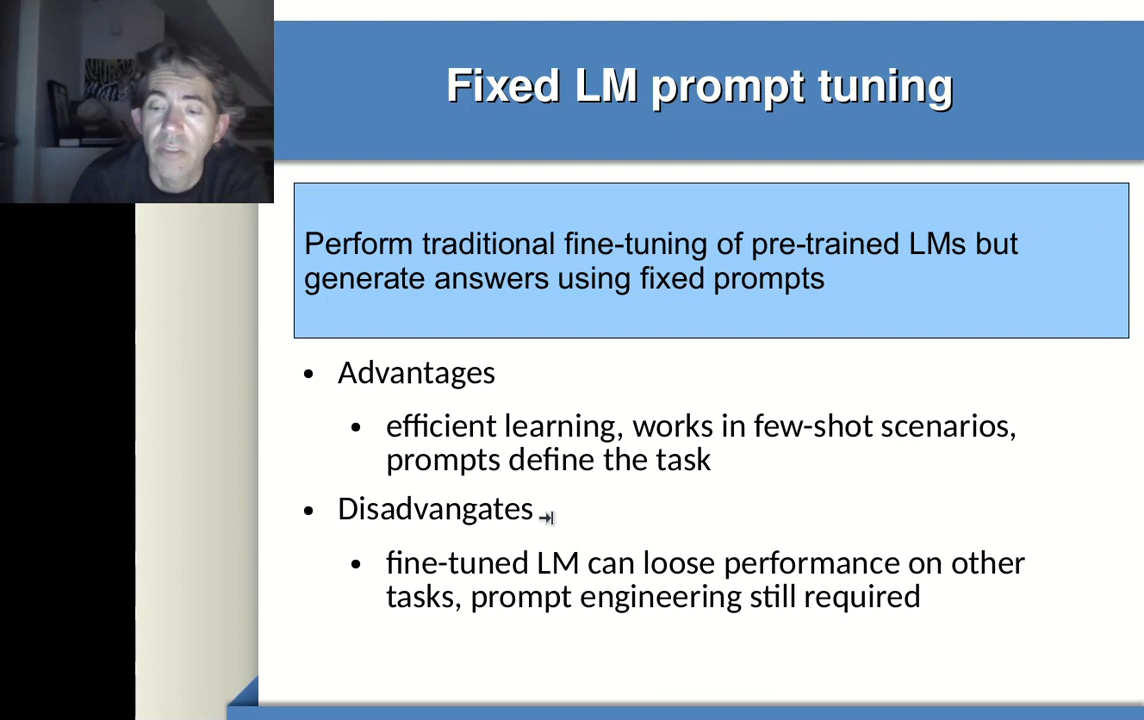 Fixed LM prompt tuning
Perform traditional fine-tuning of pre-trained LMs but
generate answers using fixed prompts
• Advantages
• efficient learning, works in few-shot scenarios,
prompts define the task
• Disadvangates
• fine-tuned LM can loose performance on other
tasks, prompt engineering still required